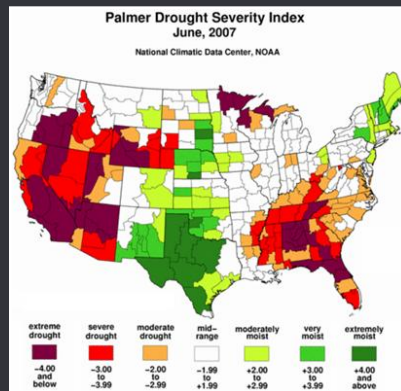 Palmer Drought Severity Index
June, 2007
National Climatic Data Center, NOAA
extreme drought
severe drought
moderate drought
mid-range
moderately moist
very moist
extremely moist
-4.00 and below
-3.00 to -3.99
-2.00 to -2.99
-1.99 to +1.99
+2.00 to +2.99
+3.00 to +3.99
+4.00 and above